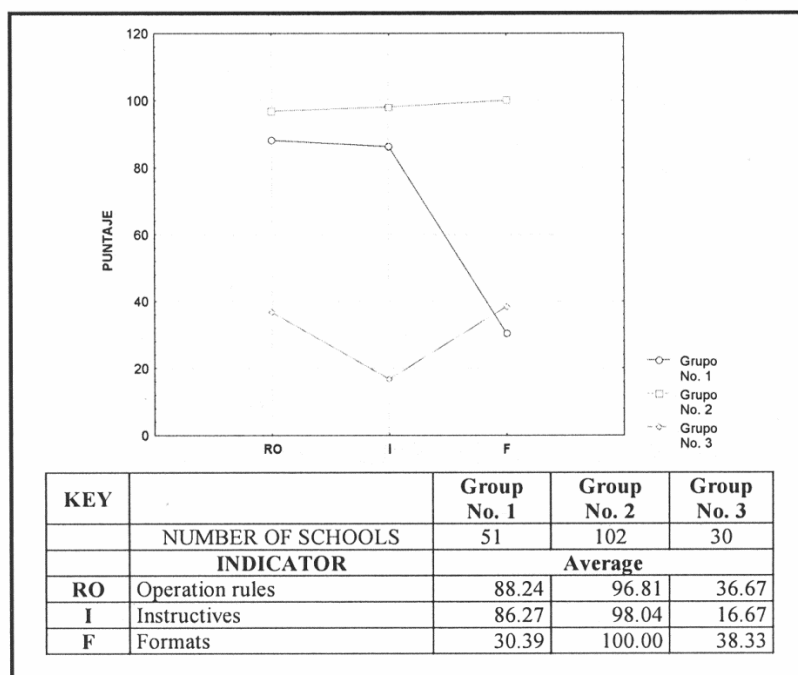 120
100
80
60
40
20
0
PUNTAJE
RO I F
Grupo
No. 1
Grupo
No. 2
Grupo
No. 3
KEY Group No. 1 Group No. 2 Group No. 3
NUMBER OF SCHOOLS 51 102 30
INDICATOR Average
RO Operation rules 88.24 96.81 36.67
I Instructives 86.27 98.04 16.67
F Formats 30.39 100.00 38.33